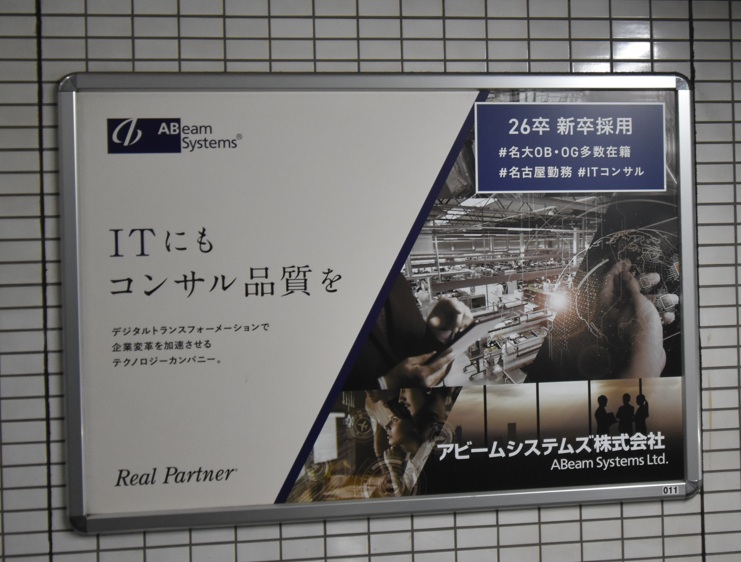 ABeam
Systems®
26卒 新卒採用
#名大OB・OG多数在籍
#名古屋勤務 #ITコンサル
ITにも
コンサル品質を
デジタルトランスフォーメーションで
企業変革を加速させる
テクノロジーカンパニー。
Real Partner
アビームシステムズ株式会社
ABeam Systems Ltd.
011